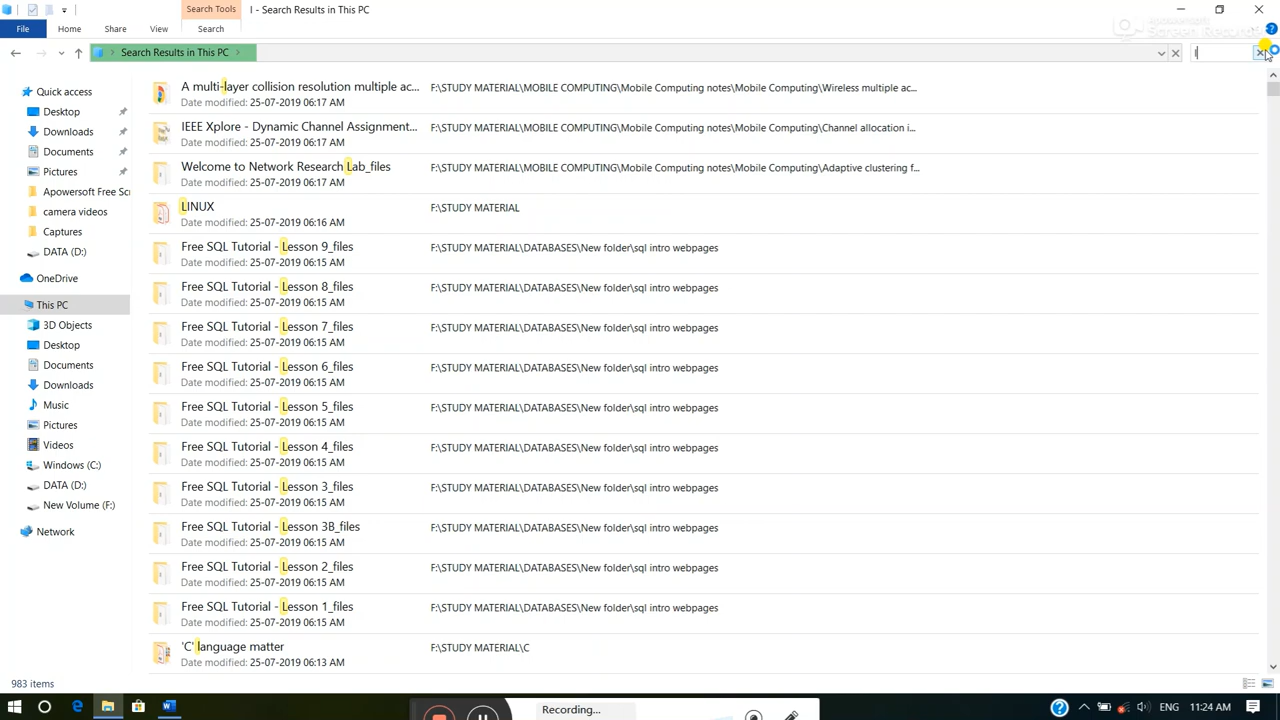 Search Tools
l - Search Results in This PC
File
Home
Share
View
Search
Apowersoft
Screen Recorder
Search Results in This PC
l
Quick access
Desktop
Downloads
Documents
Pictures
Apowersoft Free Scr
camera videos
Captures
DATA (D:)
OneDrive
This PC
3D Objects
Desktop
Documents
Downloads
Music
Pictures
Videos
Windows (C:)
DATA (D:)
New Volume (F:)
Network
A multi-layer collision resolution multiple ac... F:\STUDY MATERIAL\MOBILE COMPUTING\Mobile Computing notes\Mobile Computing\Wireless multiple ac...
Date modified: 25-07-2019 06:17 AM
IEEE Xplore - Dynamic Channel Assignment... F:\STUDY MATERIAL\MOBILE COMPUTING\Mobile Computing notes\Mobile Computing\Channel allocation i...
Date modified: 25-07-2019 06:17 AM
Welcome to Network Research Lab_files F:\STUDY MATERIAL\MOBILE COMPUTING\Mobile Computing notes\Mobile Computing\Adaptive clustering f...
Date modified: 25-07-2019 06:17 AM
LINUX F:\STUDY MATERIAL
Date modified: 25-07-2019 06:16 AM
Free SQL Tutorial - Lesson 9_files F:\STUDY MATERIAL\DATABASES\New folder\sql intro webpages
Date modified: 25-07-2019 06:15 AM
Free SQL Tutorial - Lesson 8_files F:\STUDY MATERIAL\DATABASES\New folder\sql intro webpages
Date modified: 25-07-2019 06:15 AM
Free SQL Tutorial - Lesson 7_files F:\STUDY MATERIAL\DATABASES\New folder\sql intro webpages
Date modified: 25-07-2019 06:15 AM
Free SQL Tutorial - Lesson 6_files F:\STUDY MATERIAL\DATABASES\New folder\sql intro webpages
Date modified: 25-07-2019 06:15 AM
Free SQL Tutorial - Lesson 5_files F:\STUDY MATERIAL\DATABASES\New folder\sql intro webpages
Date modified: 25-07-2019 06:15 AM
Free SQL Tutorial - Lesson 4_files F:\STUDY MATERIAL\DATABASES\New folder\sql intro webpages
Date modified: 25-07-2019 06:15 AM
Free SQL Tutorial - Lesson 3_files F:\STUDY MATERIAL\DATABASES\New folder\sql intro webpages
Date modified: 25-07-2019 06:15 AM
Free SQL Tutorial - Lesson 3B_files F:\STUDY MATERIAL\DATABASES\New folder\sql intro webpages
Date modified: 25-07-2019 06:15 AM
Free SQL Tutorial - Lesson 2_files F:\STUDY MATERIAL\DATABASES\New folder\sql intro webpages
Date modified: 25-07-2019 06:15 AM
Free SQL Tutorial - Lesson 1_files F:\STUDY MATERIAL\DATABASES\New folder\sql intro webpages
Date modified: 25-07-2019 06:15 AM
'C' language matter F:\STUDY MATERIAL\C
Date modified: 25-07-2019 06:13 AM
983 items
Recording...
ENG 11:24 AM